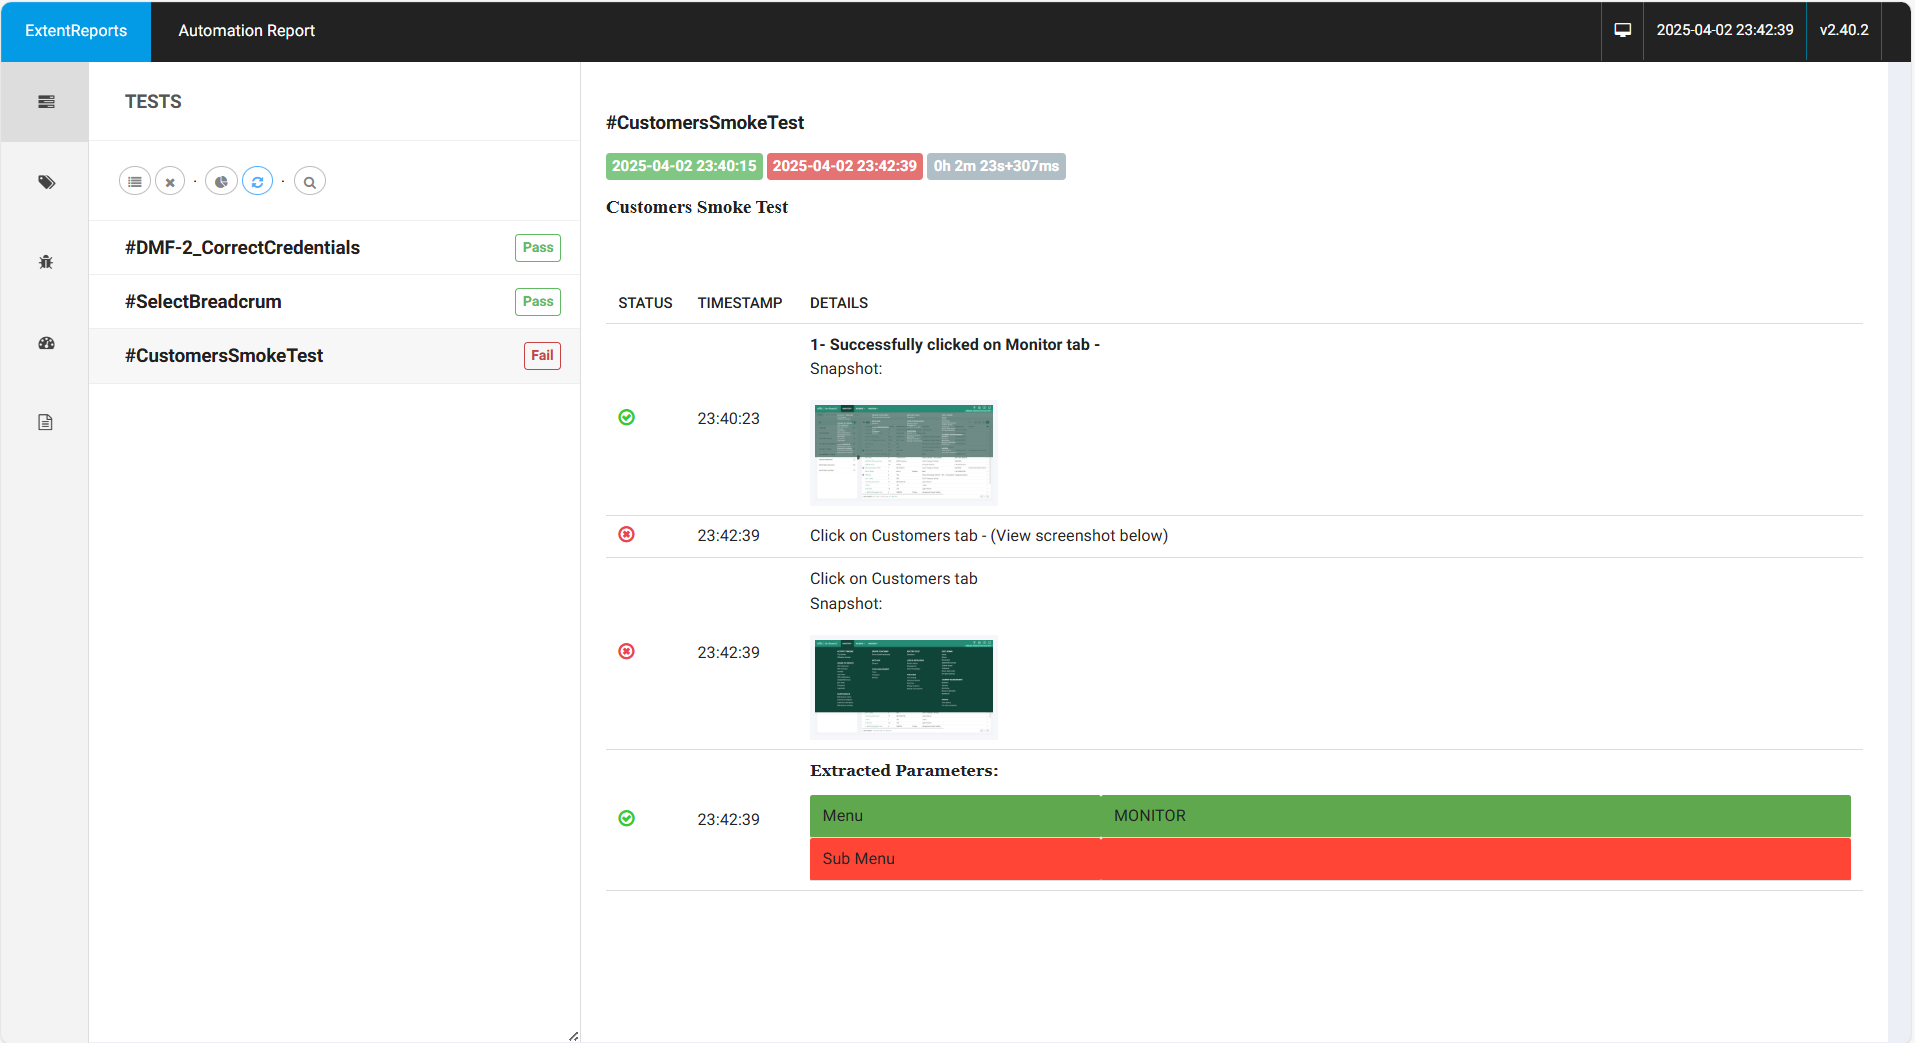 ExtentReports
Automation Report
2025-04-02 23:42:39
v2.40.2
TESTS
#DMF-2_CorrectCredentials
Pass
#SelectBreadcrum
Pass
#CustomersSmokeTest
Fail
#CustomersSmokeTest
2025-04-02 23:40:15 2025-04-02 23:42:39 0h 2m 23s+307ms
Customers Smoke Test
STATUS TIMESTAMP DETAILS
1- Successfully clicked on Monitor tab -
Snapshot:
23:40:23
23:42:39 Click on Customers tab - (View screenshot below)
Click on Customers tab
Snapshot:
23:42:39
Extracted Parameters:
23:42:39
Menu MONITOR
Sub Menu